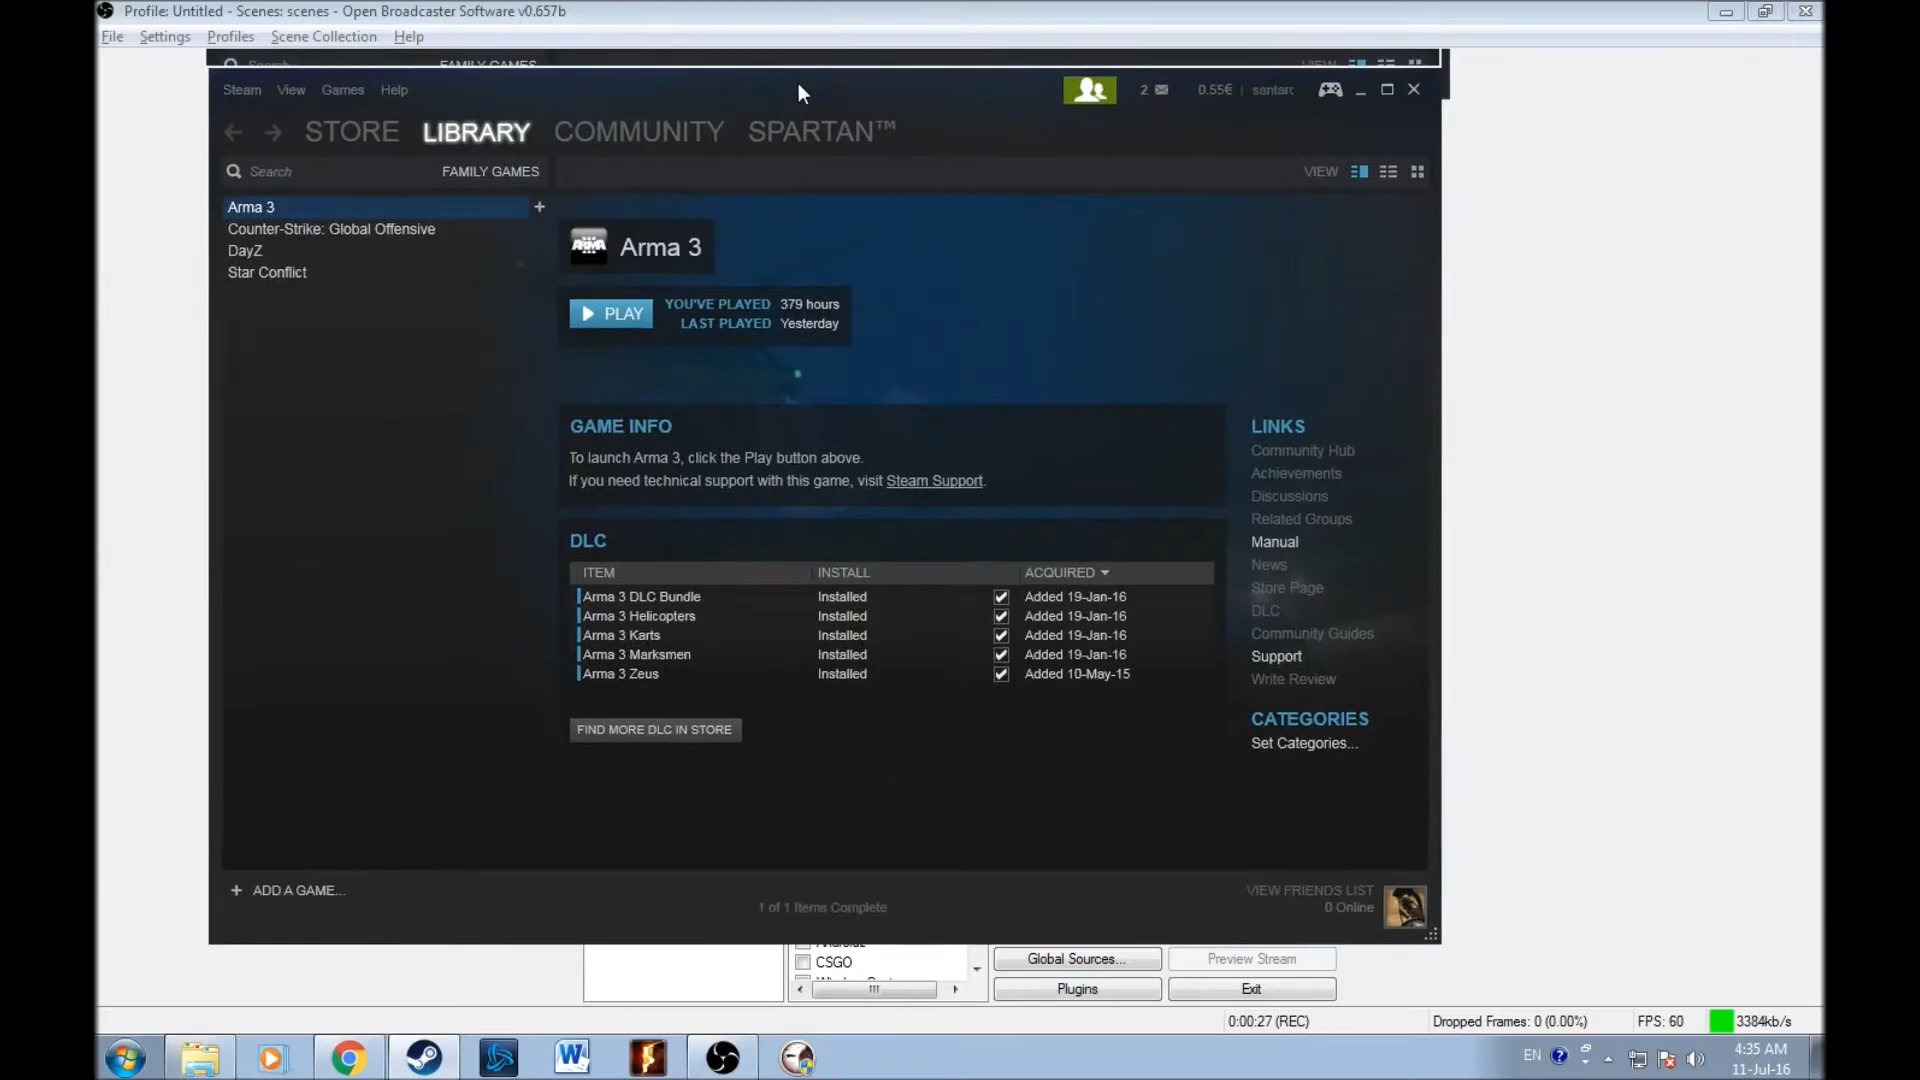 Profile: Untitled - Scenes: scenes - Open Broadcaster Software v0.657b
File Settings Profiles Scene Collection Help
Search FAMILY GAMES VIEW
Steam View Games Help 2 0.55€ santarc
STORE LIBRARY COMMUNITY SPARTAN™
Search FAMILY GAMES VIEW
Arma 3 +
Counter-Strike: Global Offensive
DayZ
Star Conflict
ARMA Arma 3
PLAY YOU'VE PLAYED 379 hours
LAST PLAYED Yesterday
GAME INFO
To launch Arma 3, click the Play button above.
If you need technical support with this game, visit Steam Support.
DLC
ITEM INSTALL ACQUIRED
Arma 3 DLC Bundle Installed Added 19-Jan-16
Arma 3 Helicopters Installed Added 19-Jan-16
Arma 3 Karts Installed Added 19-Jan-16
Arma 3 Marksmen Installed Added 19-Jan-16
Arma 3 Zeus Installed Added 10-May-15
FIND MORE DLC IN STORE
LINKS
Community Hub
Achievements
Discussions
Related Groups
Manual
News
Store Page
DLC
Community Guides
Support
Write Review
CATEGORIES
Set Categories...
+ ADD A GAME...
1 of 1 Items Complete
VIEW FRIENDS LIST
0 Online
CSGO
Global Sources... Preview Stream
Plugins Exit
0:00:27 (REC) Dropped Frames: 0 (0.00%) FPS: 60 3384kb/s
EN 4:35 AM
11-Jul-16